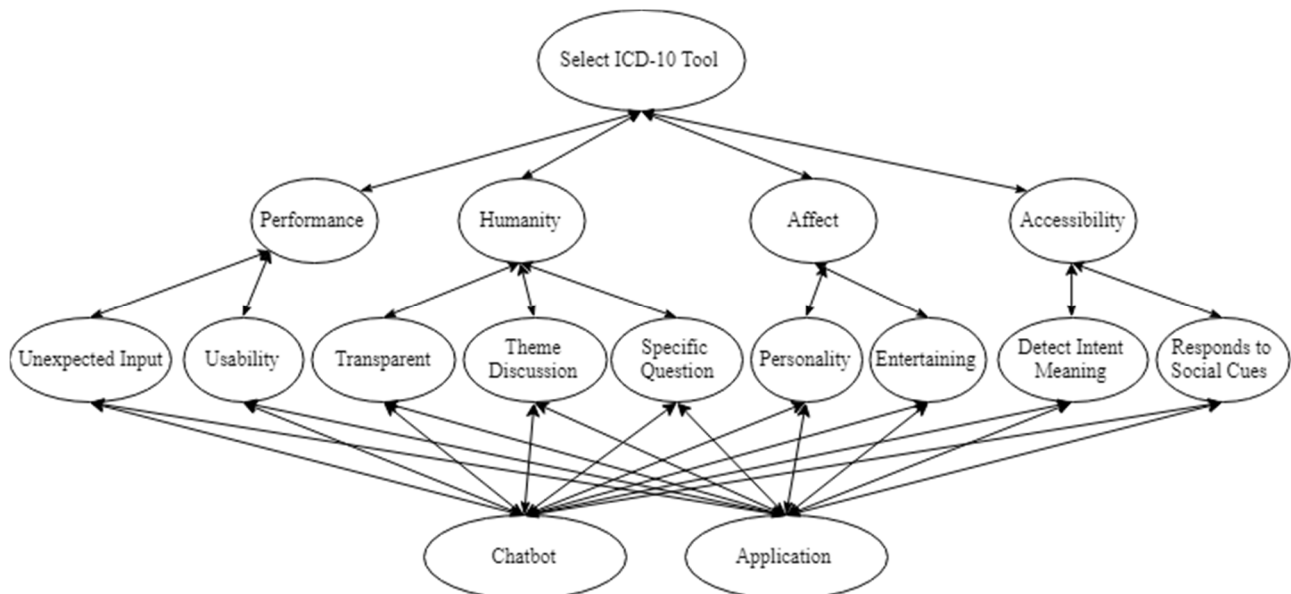 Select ICD-10 Tool
Performance
Humanity
Affect
Accessibility
Unexpected Input
Usability
Transparent
Theme
Discussion
Specific
Question
Personality
Entertaining
Detect Intent
Meaning
Responds to
Social Cues
Chatbot
Application